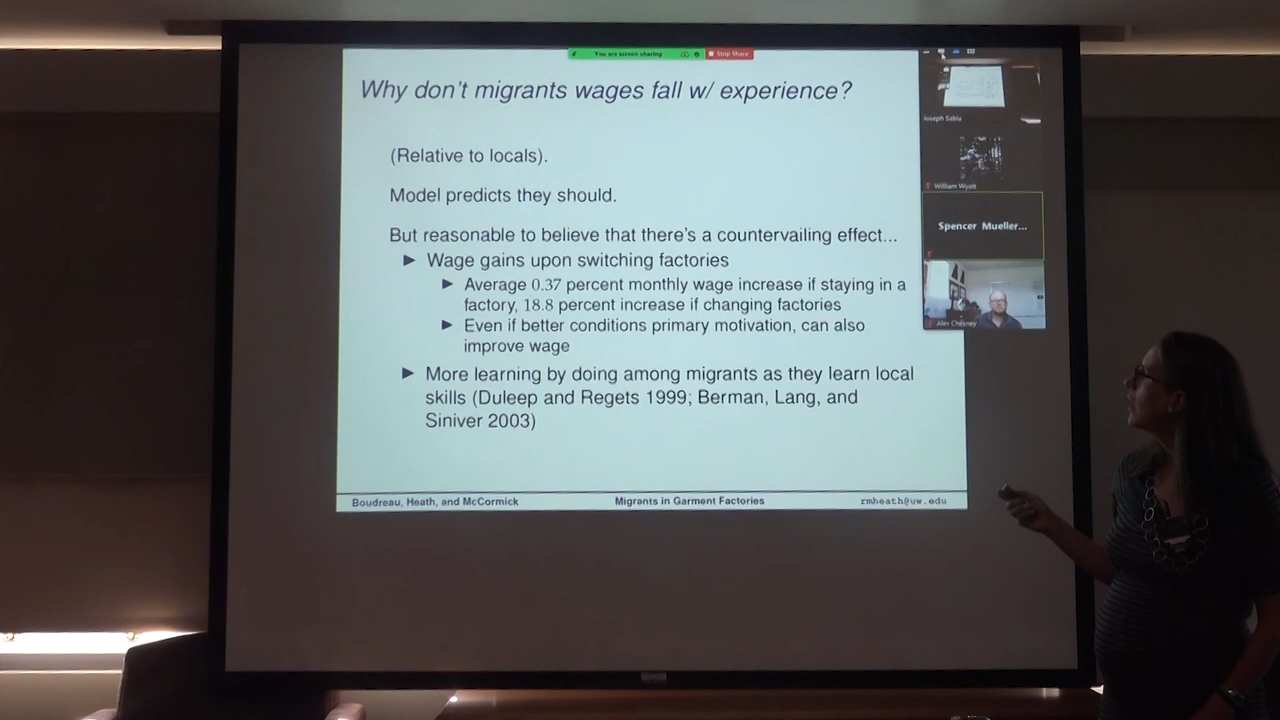 You are screen sharing
Stop Share
Why don't migrants wages fall w/ experience?
(Relative to locals).
Model predicts they should.
But reasonable to believe that there's a countervailing effect...
► Wage gains upon switching factories
► Average 0.37 percent monthly wage increase if staying in a
factory, 18.8 percent increase if changing factories
► Even if better conditions primary motivation, can also
improve wage
► More learning by doing among migrants as they learn local
skills (Duleep and Regets 1999; Berman, Lang, and
Siniver 2003)
Boudreau, Heath, and McCormick
Migrants in Garment Factories
rmheath@uw.edu
Joseph Sabia
William Wyatt
Spencer Mueller...
Alex Chesney